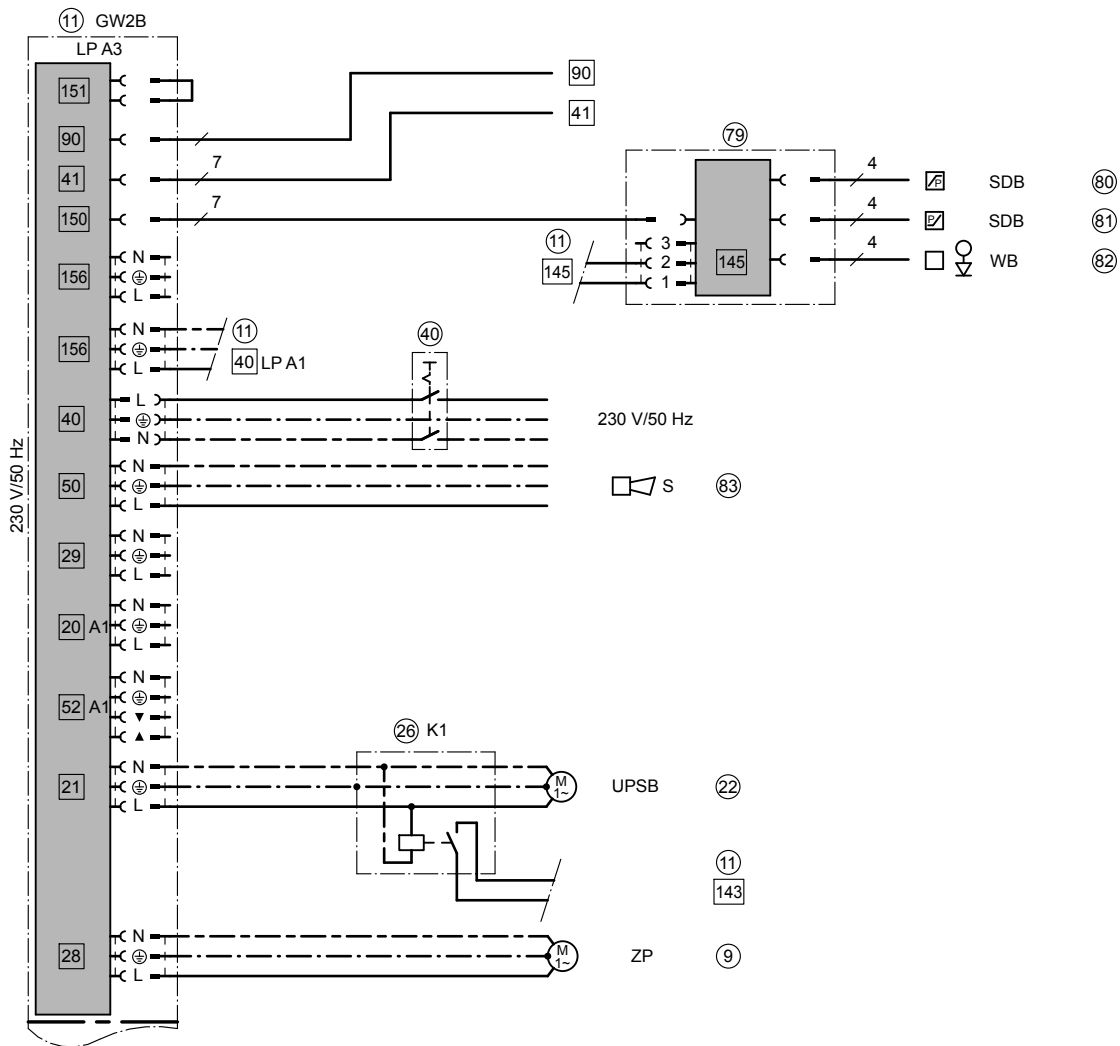 11 GW2B
LP A3
151
90
90
41
41
7
150
7
79
4 SDB 80
4 SDB 81
4 WB 82
11
145
3
2
1
145
P
P
156
N
L
156
N
L
11
40 LP A1
40
40
L
N
230 V/50 Hz
50
N
L
S 83
230 V/50 Hz
29
N
L
20 A1
N
L
52 A1
N
26 K1
21
N
L
M
1~
UPSB 22
11
143
28
N
L
M
1~
ZP 9